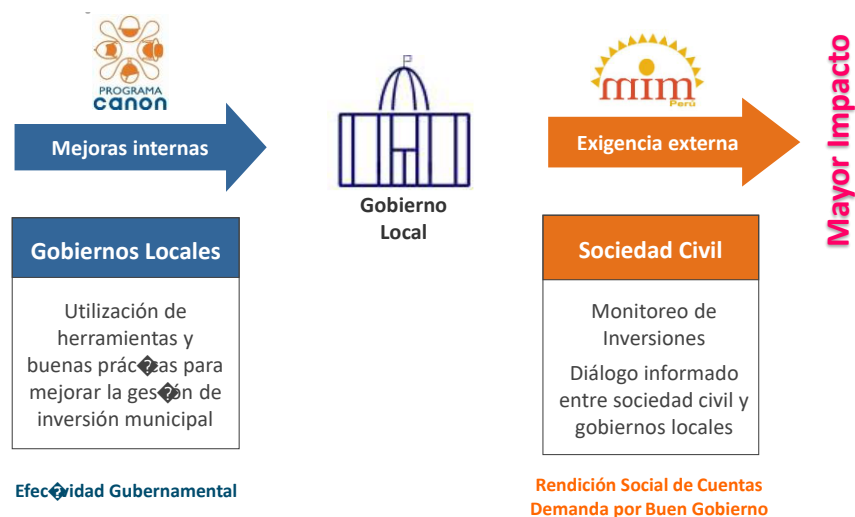 PROGRAMA
canon
Mejoras internas
Gobierno
Local
mim
Perú
Exigencia externa
Mayor Impacto
Gobiernos Locales
Utilización de
herramientas y
buenas prác�cas para
mejorar la ges�ón de
inversión municipal
Efec�vidad Gubernamental
Sociedad Civil
Monitoreo de
Inversiones
Diálogo informado
entre sociedad civil y
gobiernos locales
Rendición Social de Cuentas
Demanda por Buen Gobierno